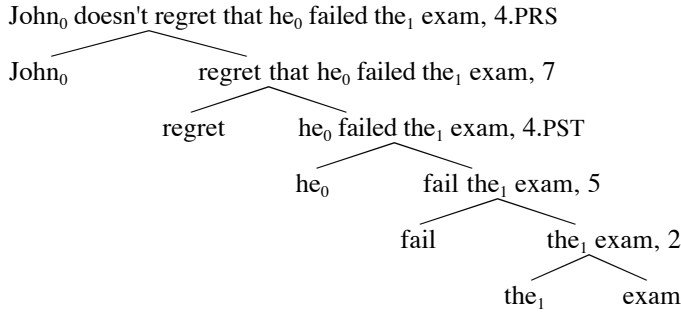 John₀ doesn't regret that he₀ failed the₁ exam, 4.PRS
John₀ regret that he₀ failed the₁ exam, 7
regret he₀ failed the₁ exam, 4.PST
he₀ fail the₁ exam, 5
fail the₁ exam, 2
the₁ exam